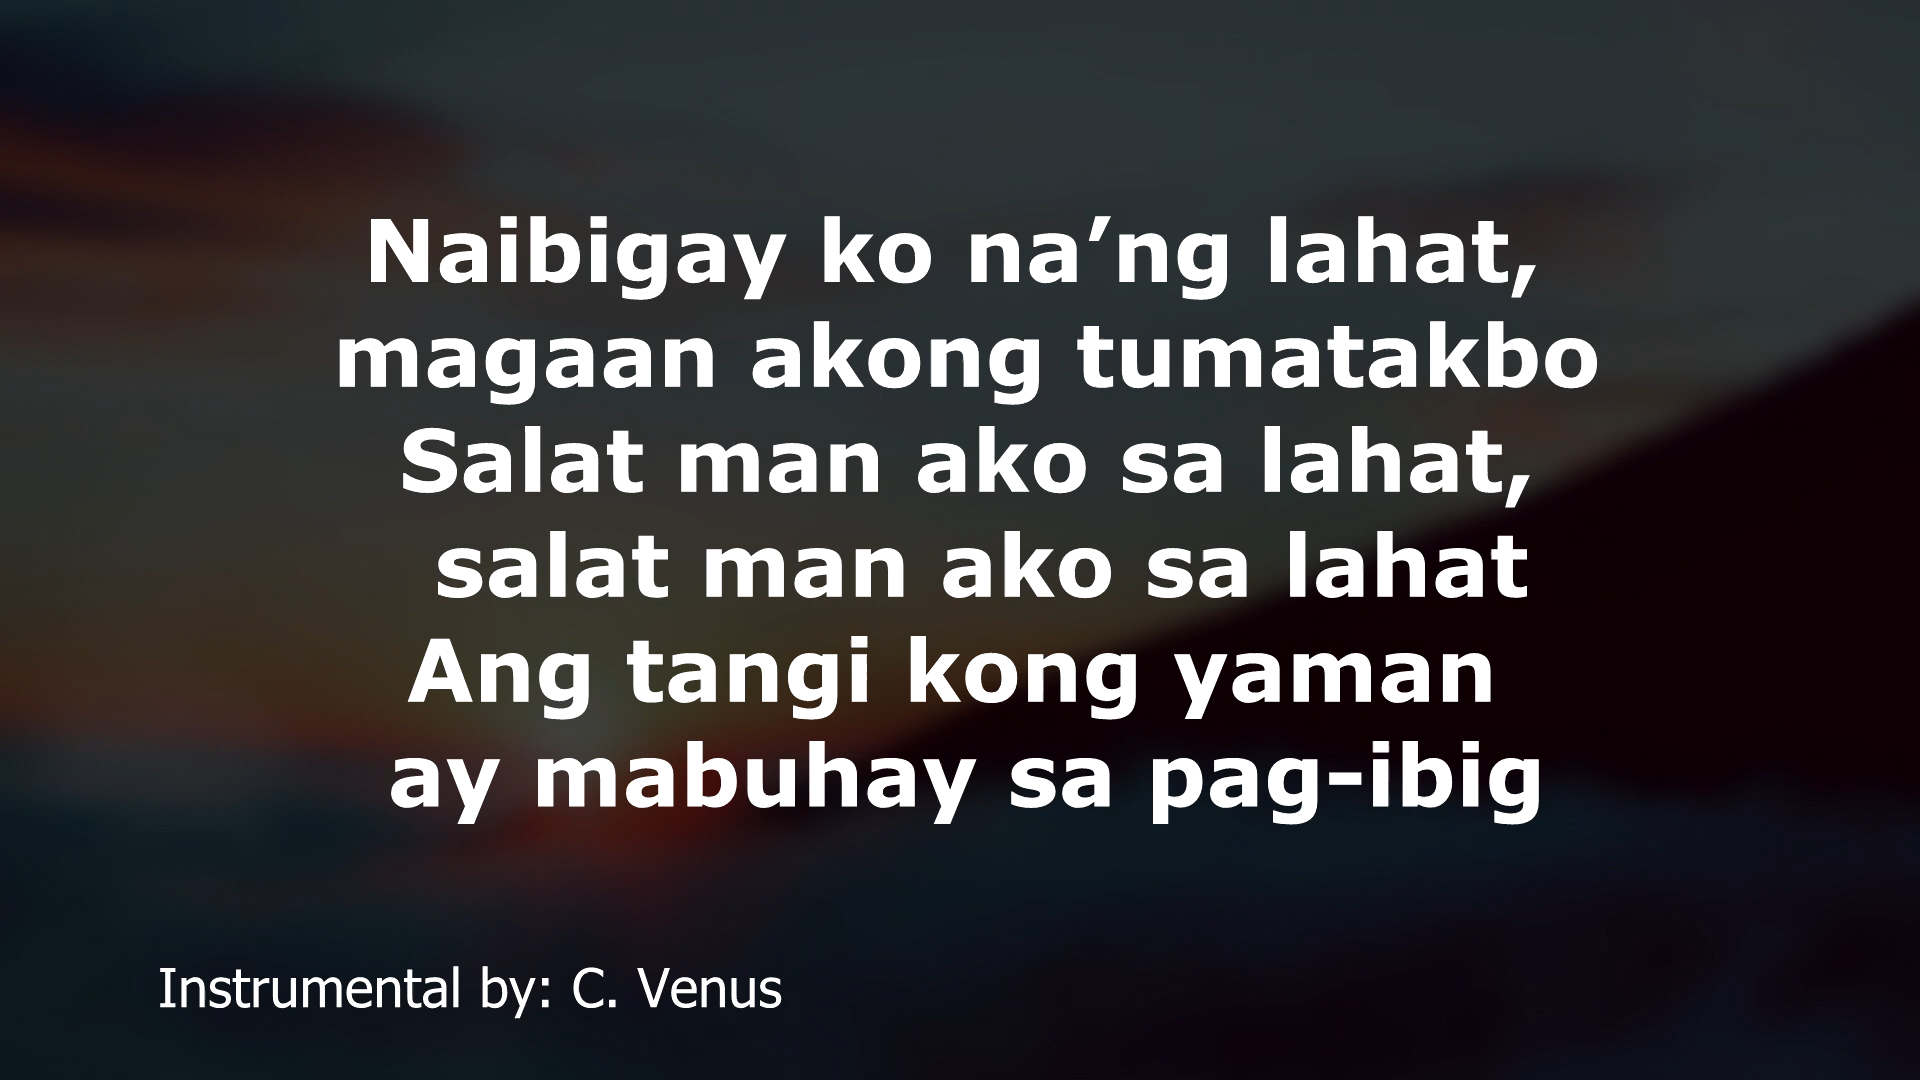 Naibigay ko na’ng lahat,
magaan akong tumatakbo
Salat man ako sa lahat,
salat man ako sa lahat
Ang tangi kong yaman
ay mabuhay sa pag-ibig
Instrumental by: C. Venus